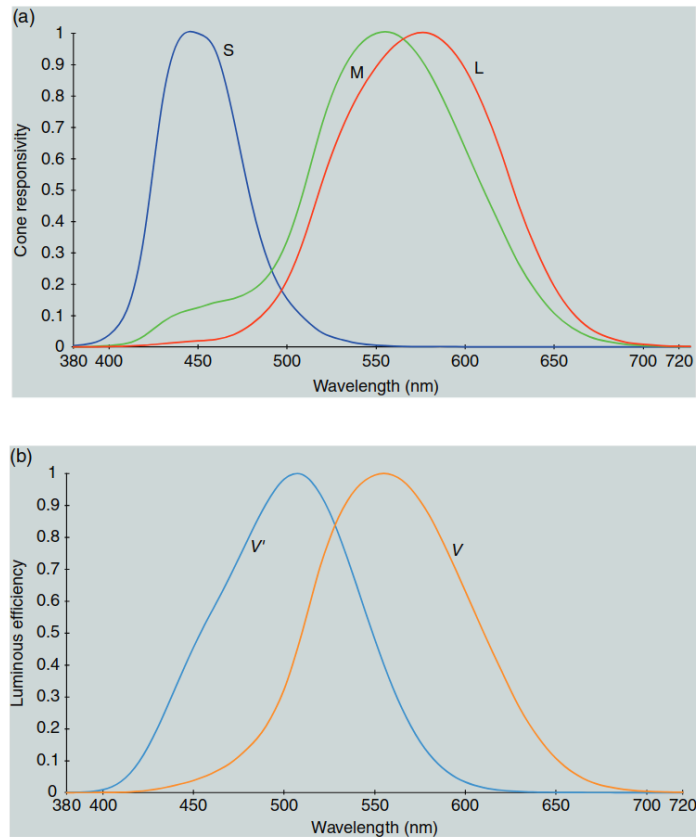 (a)
1
0.9
0.8
0.7
0.6
0.5
0.4
0.3
0.2
0.1
0
Cone responsivity
S
M
L
380 400 450 500 550 600 650 700 720
Wavelength (nm)
(b)
1
0.9
0.8
0.7
0.6
0.5
0.4
0.3
0.2
0.1
0
Luminous efficiency
V'
V
380 400 450 500 550 600 650 700 720
Wavelength (nm)